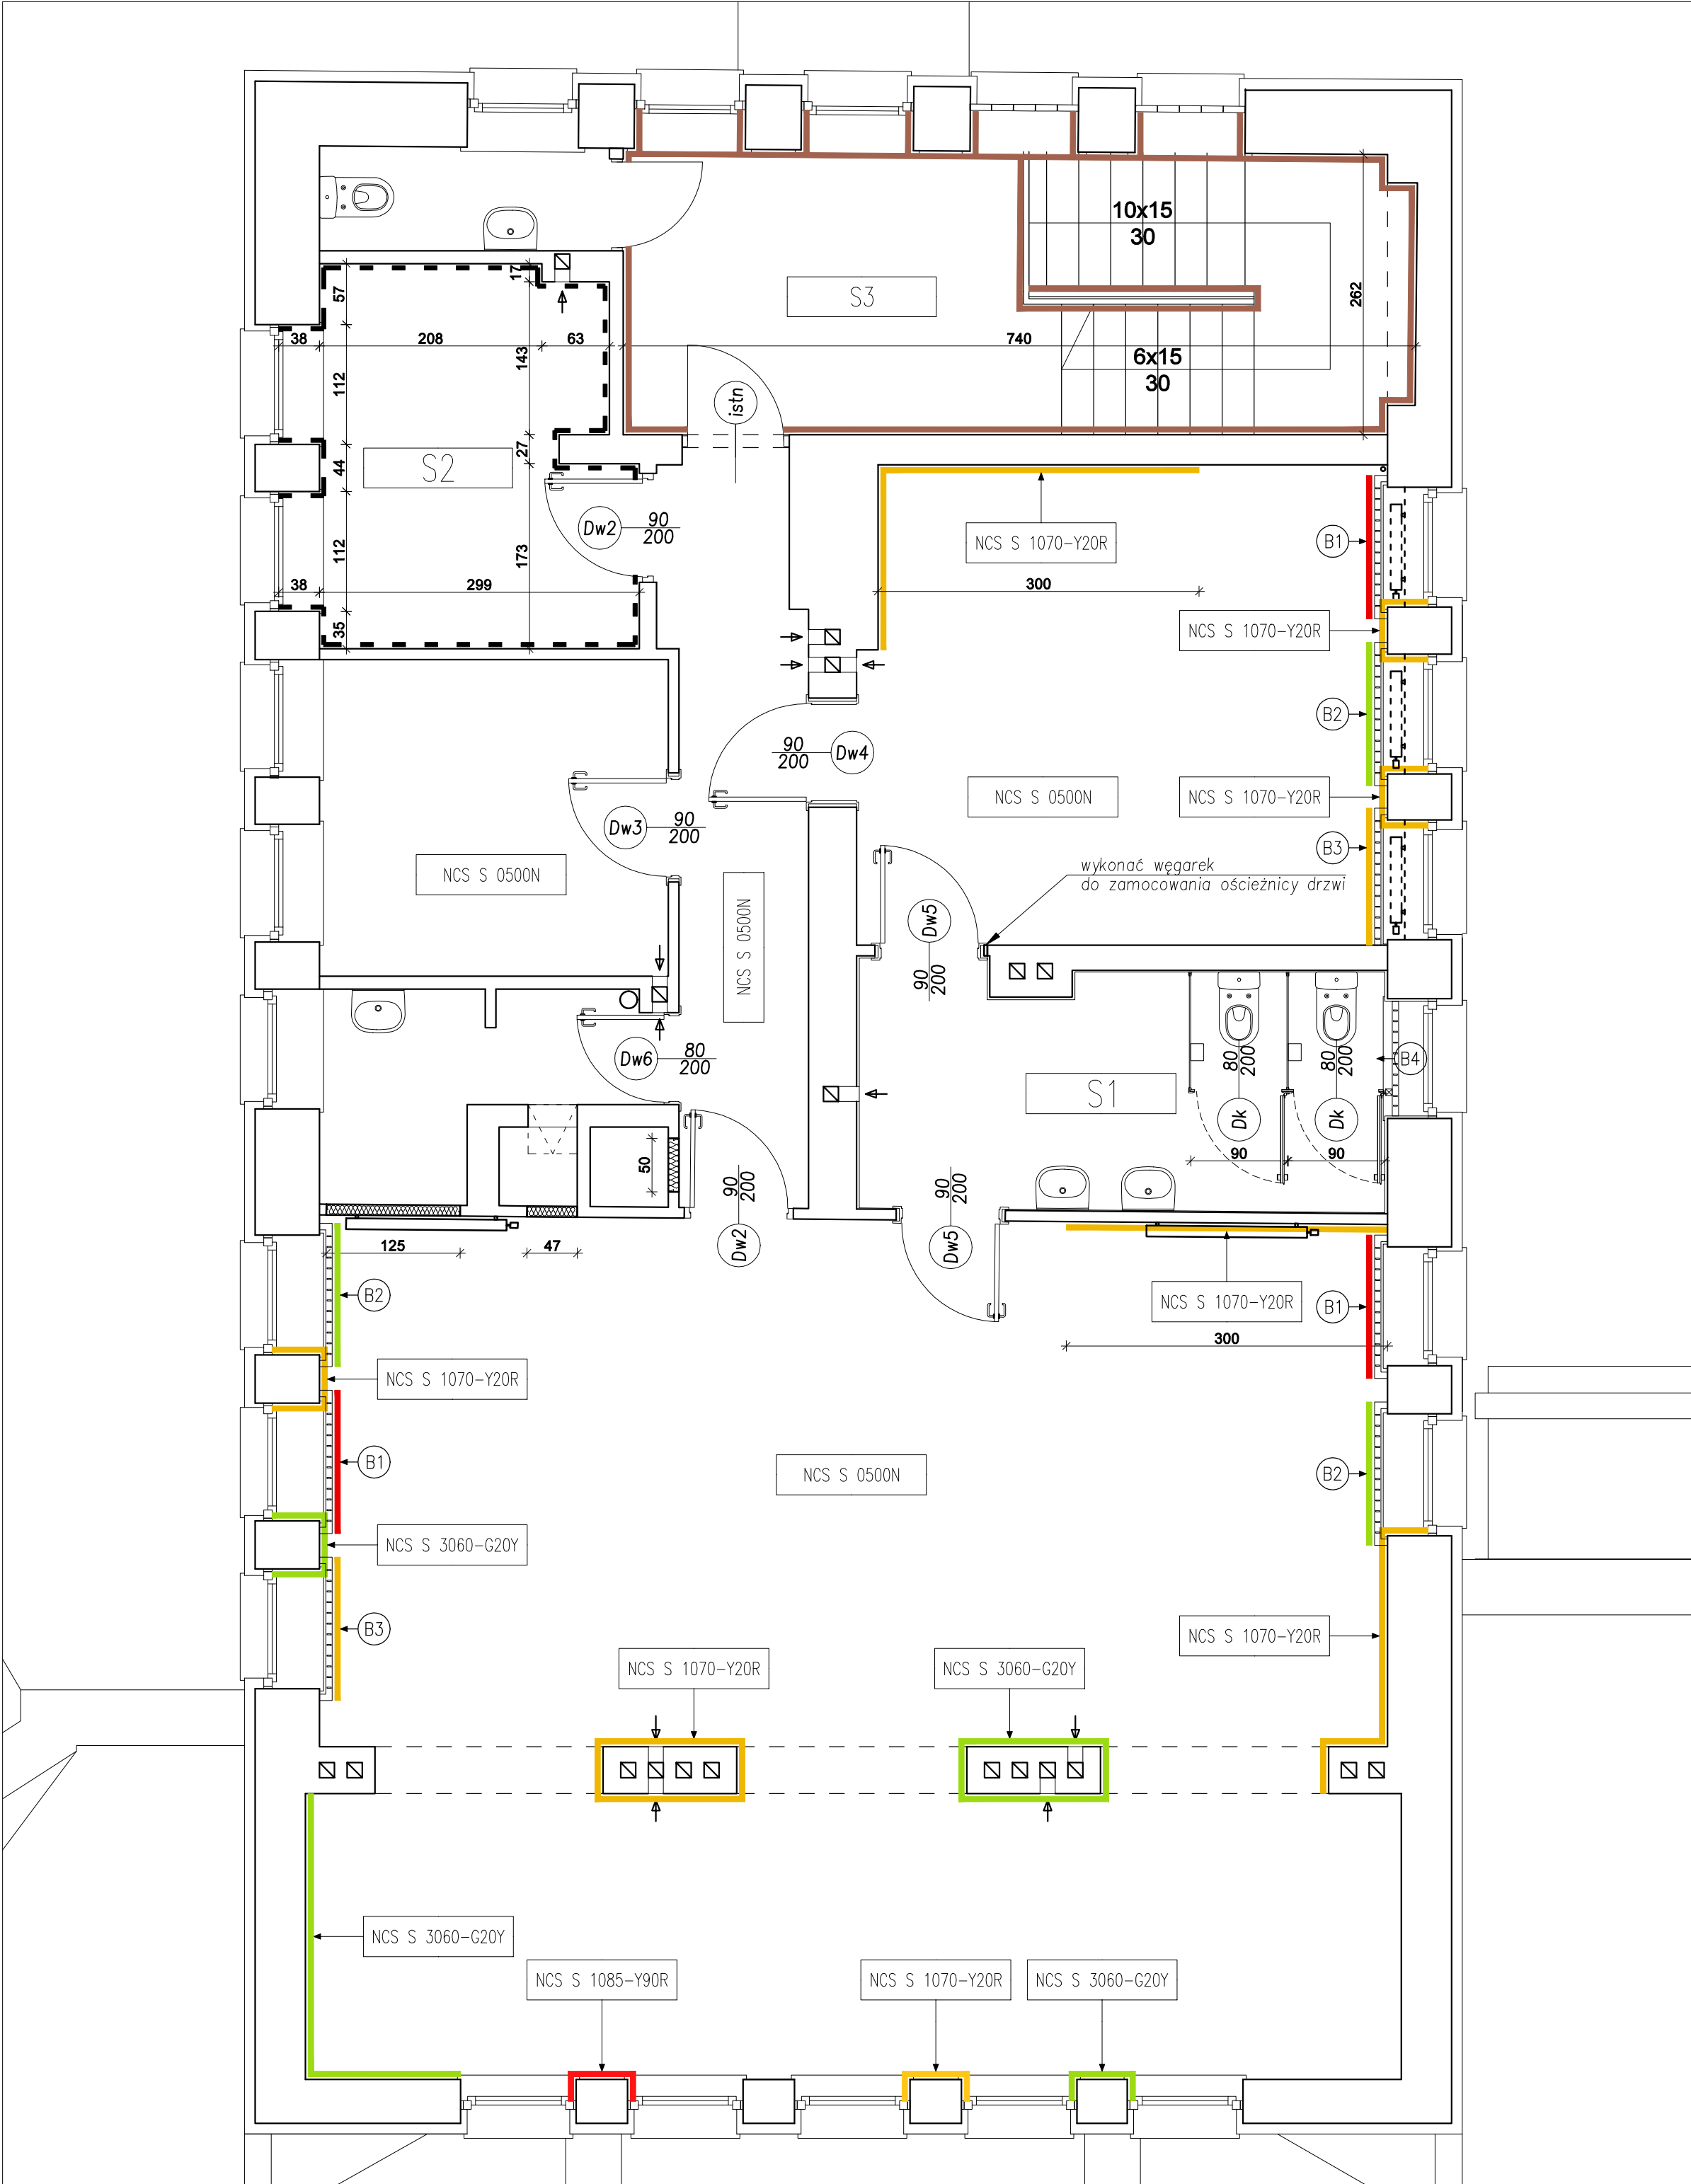 10x15
30
S3
262
17
57
38
208
63
143
740
6x15
30
112
istn
27
44
S2
Dw2
90
200
NCS S 1070-Y20R
B1
112
173
38
299
300
35
NCS S 1070-Y20R
B2
90
200
Dw4
NCS S 0500N
NCS S 1070-Y20R
Dw3
90
200
B3
NCS S 0500N
wykonać węgarek
do zamocowania ościeżnicy drzwi
NCS S 0500N
Dw5
90
200
Dw6
80
200
S1
80
200
80
200
B4
Dk
Dk
90
90
50
90
200
90
200
Dw2
Dw5
125
47
B2
NCS S 1070-Y20R
B1
300
NCS S 1070-Y20R
B1
NCS S 0500N
B2
NCS S 3060-G20Y
B3
NCS S 1070-Y20R
NCS S 1070-Y20R
NCS S 3060-G20Y
NCS S 3060-G20Y
NCS S 1085-Y90R
NCS S 1070-Y20R
NCS S 3060-G20Y